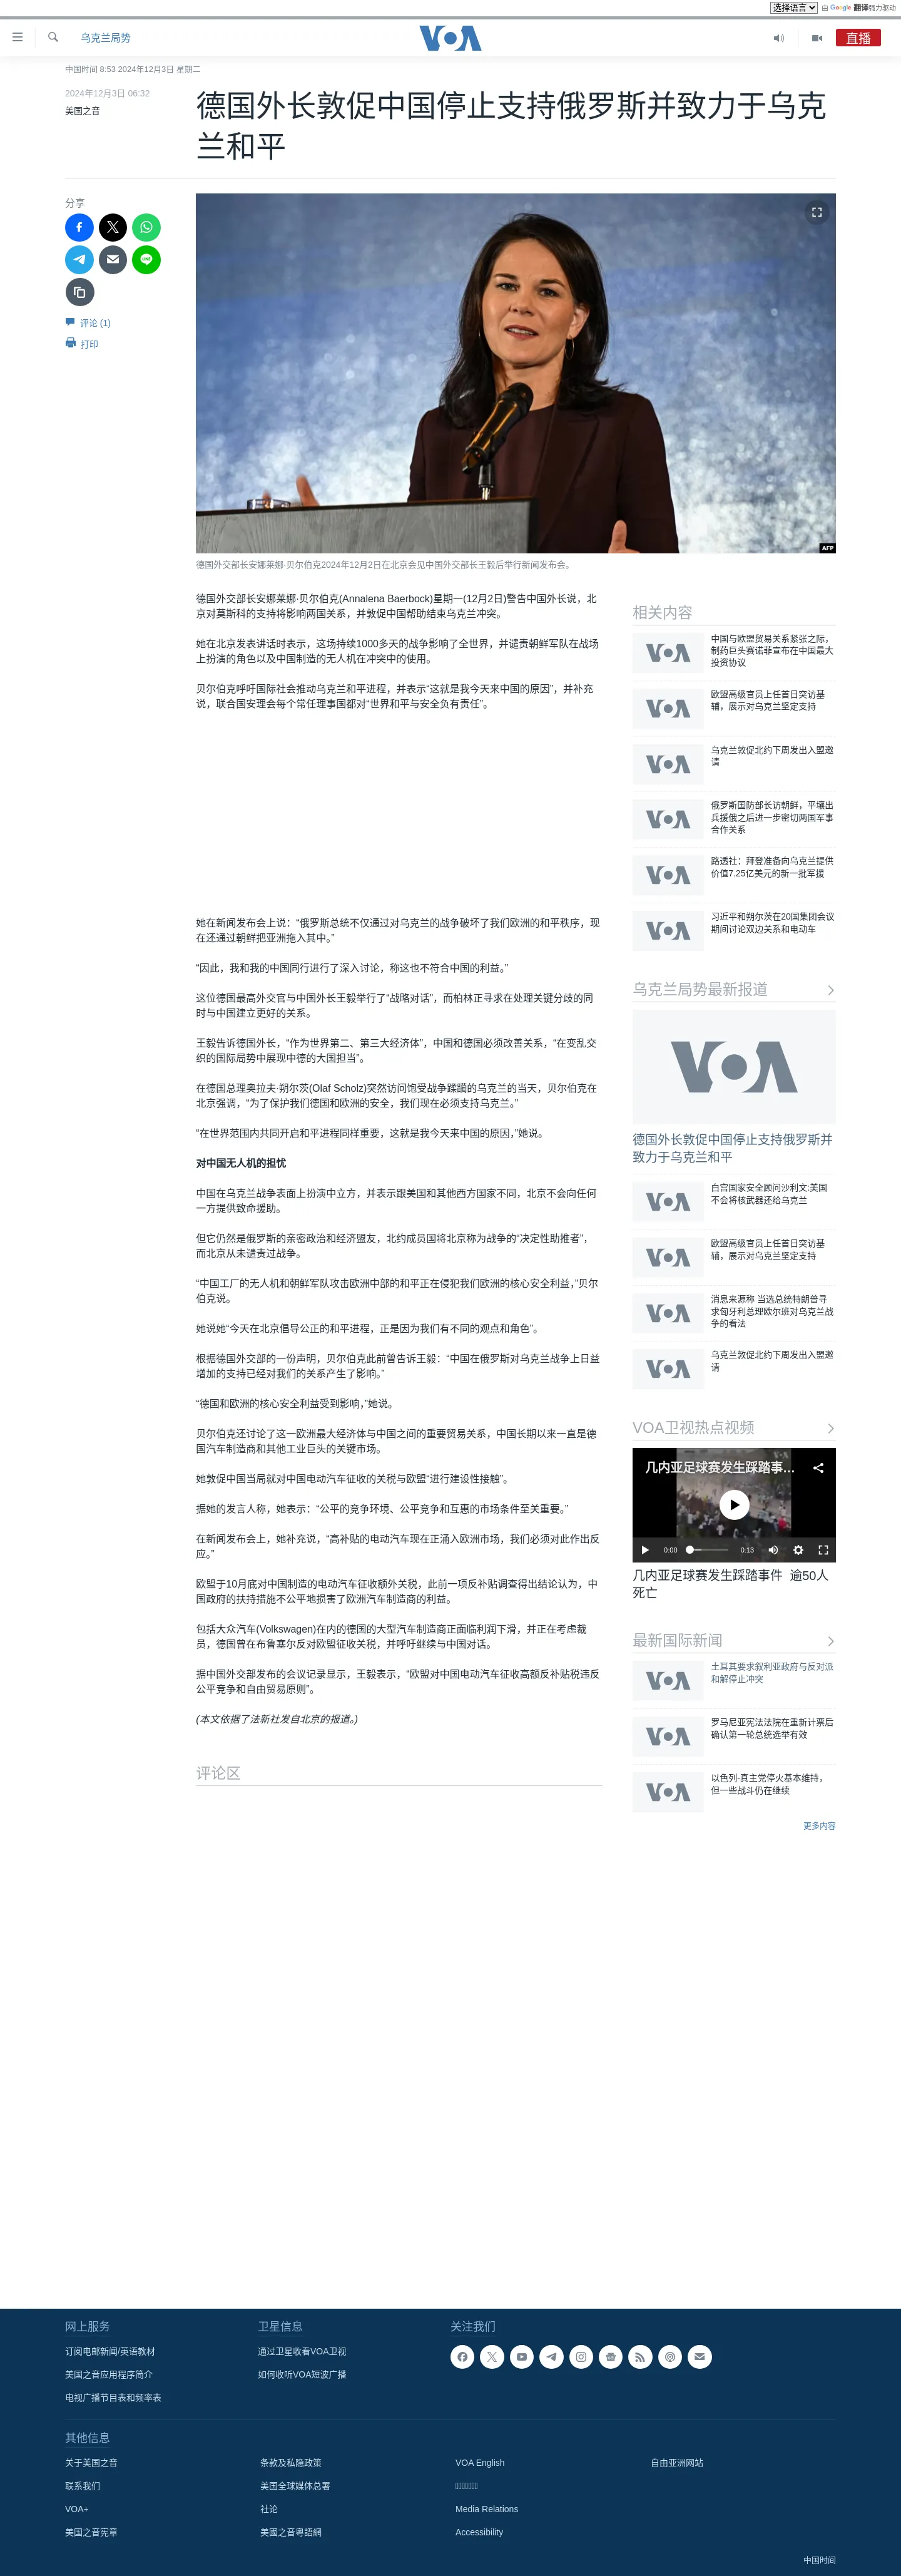 选择语言
由 Google 翻译强力驱动
乌克兰局势
VOA
直播
中国时间 8:53 2024年12月3日 星期二
2024年12月3日 06:32
美国之音
德国外长敦促中国停止支持俄罗斯并致力于乌克
兰和平
分享
评论 (1)
打印
AFP
德国外交部长安娜莱娜·贝尔伯克2024年12月2日在北京会见中国外交部长王毅后举行新闻发布会。
德国外交部长安娜莱娜·贝尔伯克(Annalena Baerbock)星期一(12月2日)警告中国外长说，北
京对莫斯科的支持将影响两国关系，并敦促中国帮助结束乌克兰冲突。
她在北京发表讲话时表示，这场持续1000多天的战争影响了全世界，并谴责朝鲜军队在战场
上扮演的角色以及中国制造的无人机在冲突中的使用。
贝尔伯克呼吁国际社会推动乌克兰和平进程，并表示“这就是我今天来中国的原因”，并补充
说，联合国安理会每个常任理事国都对“世界和平与安全负有责任”。
她在新闻发布会上说：“俄罗斯总统不仅通过对乌克兰的战争破坏了我们欧洲的和平秩序，现
在还通过朝鲜把亚洲拖入其中。”
“因此，我和我的中国同行进行了深入讨论，称这也不符合中国的利益。”
这位德国最高外交官与中国外长王毅举行了“战略对话”，而柏林正寻求在处理关键分歧的同
时与中国建立更好的关系。
王毅告诉德国外长，“作为世界第二、第三大经济体”，中国和德国必须改善关系，“在变乱交
织的国际局势中展现中德的大国担当”。
在德国总理奥拉夫·朔尔茨(Olaf Scholz)突然访问饱受战争蹂躏的乌克兰的当天，贝尔伯克在
北京强调，“为了保护我们德国和欧洲的安全，我们现在必须支持乌克兰。”
“在世界范围内共同开启和平进程同样重要，这就是我今天来中国的原因，”她说。
对中国无人机的担忧
中国在乌克兰战争表面上扮演中立方，并表示跟美国和其他西方国家不同，北京不会向任何
一方提供致命援助。
但它仍然是俄罗斯的亲密政治和经济盟友，北约成员国将北京称为战争的“决定性助推者”，
而北京从未谴责过战争。
“中国工厂的无人机和朝鲜军队攻击欧洲中部的和平正在侵犯我们欧洲的核心安全利益，”贝尔
伯克说。
她说她“今天在北京倡导公正的和平进程，正是因为我们有不同的观点和角色”。
根据德国外交部的一份声明，贝尔伯克此前曾告诉王毅：“中国在俄罗斯对乌克兰战争上日益
增加的支持已经对我们的关系产生了影响。”
“德国和欧洲的核心安全利益受到影响，”她说。
贝尔伯克还讨论了这一欧洲最大经济体与中国之间的重要贸易关系，中国长期以来一直是德
国汽车制造商和其他工业巨头的关键市场。
她敦促中国当局就对中国电动汽车征收的关税与欧盟“进行建设性接触”。
据她的发言人称，她表示：“公平的竞争环境、公平竞争和互惠的市场条件至关重要。”
在新闻发布会上，她补充说，“高补贴的电动汽车现在正涌入欧洲市场，我们必须对此作出反
应。”
欧盟于10月底对中国制造的电动汽车征收额外关税，此前一项反补贴调查得出结论认为，中
国政府的扶持措施不公平地损害了欧洲汽车制造商的利益。
包括大众汽车(Volkswagen)在内的德国的大型汽车制造商正面临利润下滑，并正在考虑裁
员，德国曾在布鲁塞尔反对欧盟征收关税，并呼吁继续与中国对话。
据中国外交部发布的会议记录显示，王毅表示，“欧盟对中国电动汽车征收高额反补贴税违反
公平竞争和自由贸易原则”。
(本文依据了法新社发自北京的报道。)
评论区
相关内容
VOA
中国与欧盟贸易关系紧张之际，
制药巨头赛诺菲宣布在中国最大
投资协议
VOA
欧盟高级官员上任首日突访基
辅，展示对乌克兰坚定支持
VOA
乌克兰敦促北约下周发出入盟邀
请
VOA
俄罗斯国防部长访朝鲜，平壤出
兵援俄之后进一步密切两国军事
合作关系
VOA
路透社：拜登准备向乌克兰提供
价值7.25亿美元的新一批军援
VOA
习近平和朔尔茨在20国集团会议
期间讨论双边关系和电动车
乌克兰局势最新报道
VOA
德国外长敦促中国停止支持俄罗斯并
致力于乌克兰和平
VOA
白宫国家安全顾问沙利文:美国
不会将核武器还给乌克兰
VOA
欧盟高级官员上任首日突访基
辅，展示对乌克兰坚定支持
VOA
消息来源称 当选总统特朗普寻
求匈牙利总理欧尔班对乌克兰战
争的看法
VOA
乌克兰敦促北约下周发出入盟邀
请
VOA卫视热点视频
几内亚足球赛发生踩踏事…
0:00
0:13
几内亚足球赛发生踩踏事件 逾50人
死亡
最新国际新闻
VOA
土耳其要求叙利亚政府与反对派
和解停止冲突
VOA
罗马尼亚宪法法院在重新计票后
确认第一轮总统选举有效
VOA
以色列-真主党停火基本维持，
但一些战斗仍在继续
更多内容
网上服务
订阅电邮新闻/英语教材
美国之音应用程序简介
电视广播节目表和频率表
卫星信息
通过卫星收看VOA卫视
如何收听VOA短波广播
关注我们
其他信息
关于美国之音
联系我们
VOA+
美国之音宪章
条款及私隐政策
美国全球媒体总署
社论
美國之音粵語網
VOA English
Media Relations
Accessibility
自由亚洲网站
中国时间